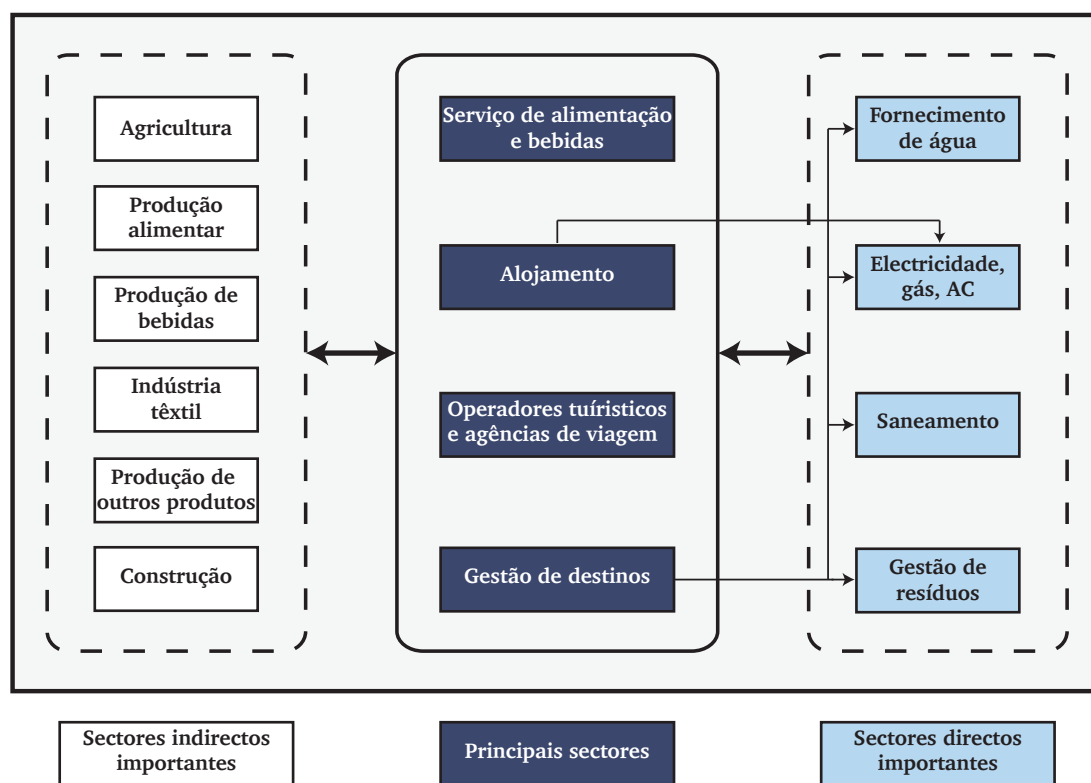 Agricultura
Produção
alimentar
Produção de
bebidas
Indústria
têxtil
Produção de
outros produtos
Construção
Serviço de alimentação
e bebidas
Alojamento
Operadores tuíristicos
e agências de viagem
Gestão de destinos
Fornecimento
de água
Electricidade,
gás, AC
Saneamento
Gestão de
resíduos
Sectores indirectos
importantes
Principais sectores
Sectores directos
importantes